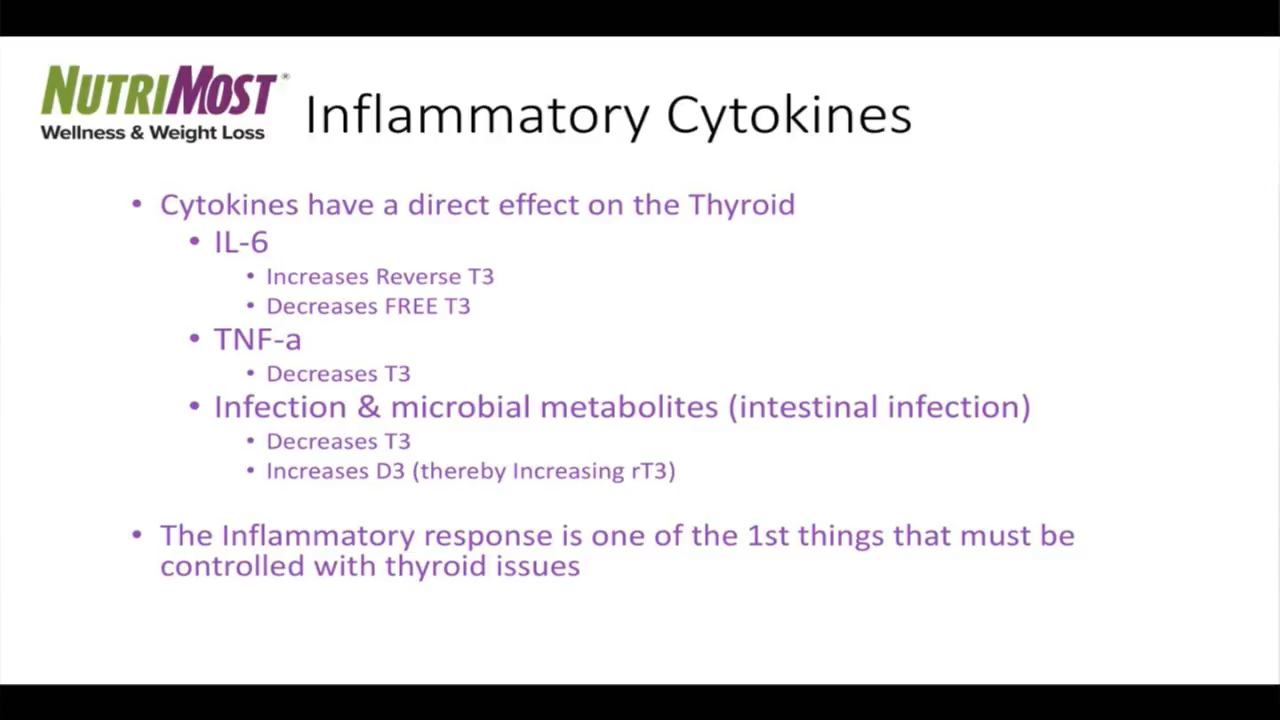 NUTRIMOST®
Wellness & Weight Loss
Inflammatory Cytokines
• Cytokines have a direct effect on the Thyroid
• IL-6
• Increases Reverse T3
• Decreases FREE T3
• TNF-a
• Decreases T3
• Infection & microbial metabolites (intestinal infection)
• Decreases T3
• Increases D3 (thereby Increasing rT3)
• The Inflammatory response is one of the 1st things that must be
controlled with thyroid issues